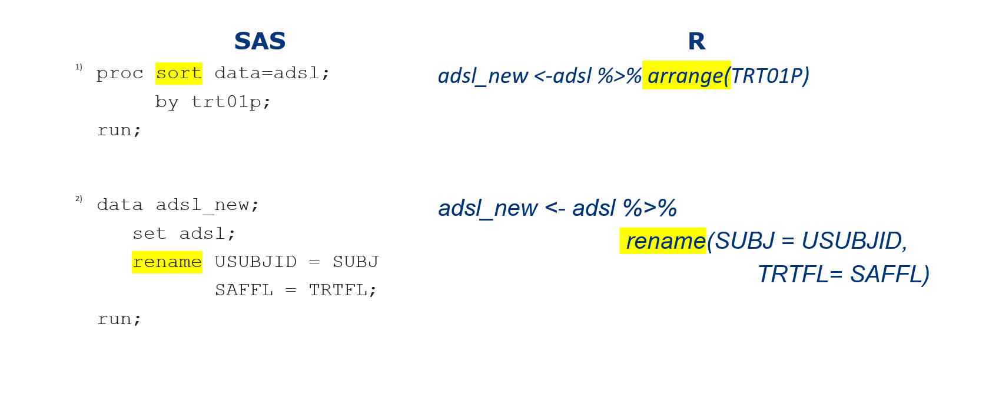 SAS
1) proc sort data=adsl;
by trt01p;
run;
2) data adsl_new;
set adsl;
rename USUBJID = SUBJ
SAFFL = TRTFL;
run;
R
adsl_new <-adsl %>% arrange(TRT01P)
adsl_new <- adsl %>%
rename(SUBJ = USUBJID,
TRTFL= SAFFL)